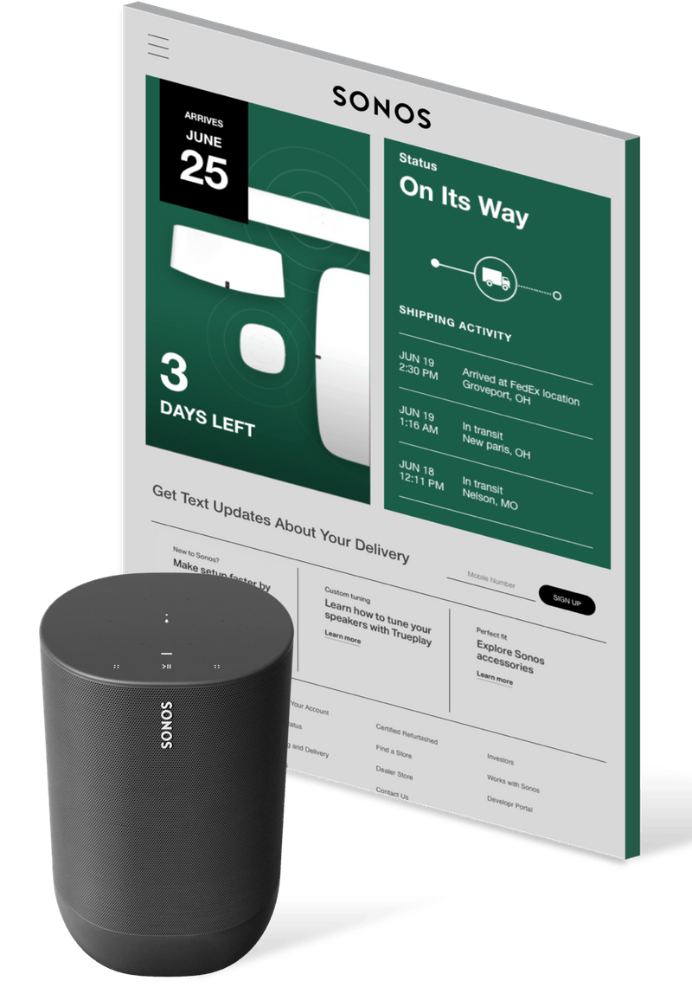 SONOS
ARRIVES
JUNE
25
3
DAYS LEFT
Status
On Its Way
SHIPPING ACTIVITY
JUN 19
2:30 PM
Arrived at FedEx location
Groveport, OH
JUN 19
1:16 AM
In transit
New paris, OH
JUN 18
12:11 PM
In transit
Nelson, MO
Get Text Updates About Your Delivery
Mobile Number
SIGN UP
New to Sonos?
Make setup faster by
Custom tuning
Learn how to tune your
speakers with Trueplay
Learn more
Perfect fit
Explore Sonos
accessories
Learn more
Your Account
and Delivery
Certified Refurbished
Find a Store
Dealer Store
Contact Us
Investors
Works with Sonos
Developr Portal
SONOS